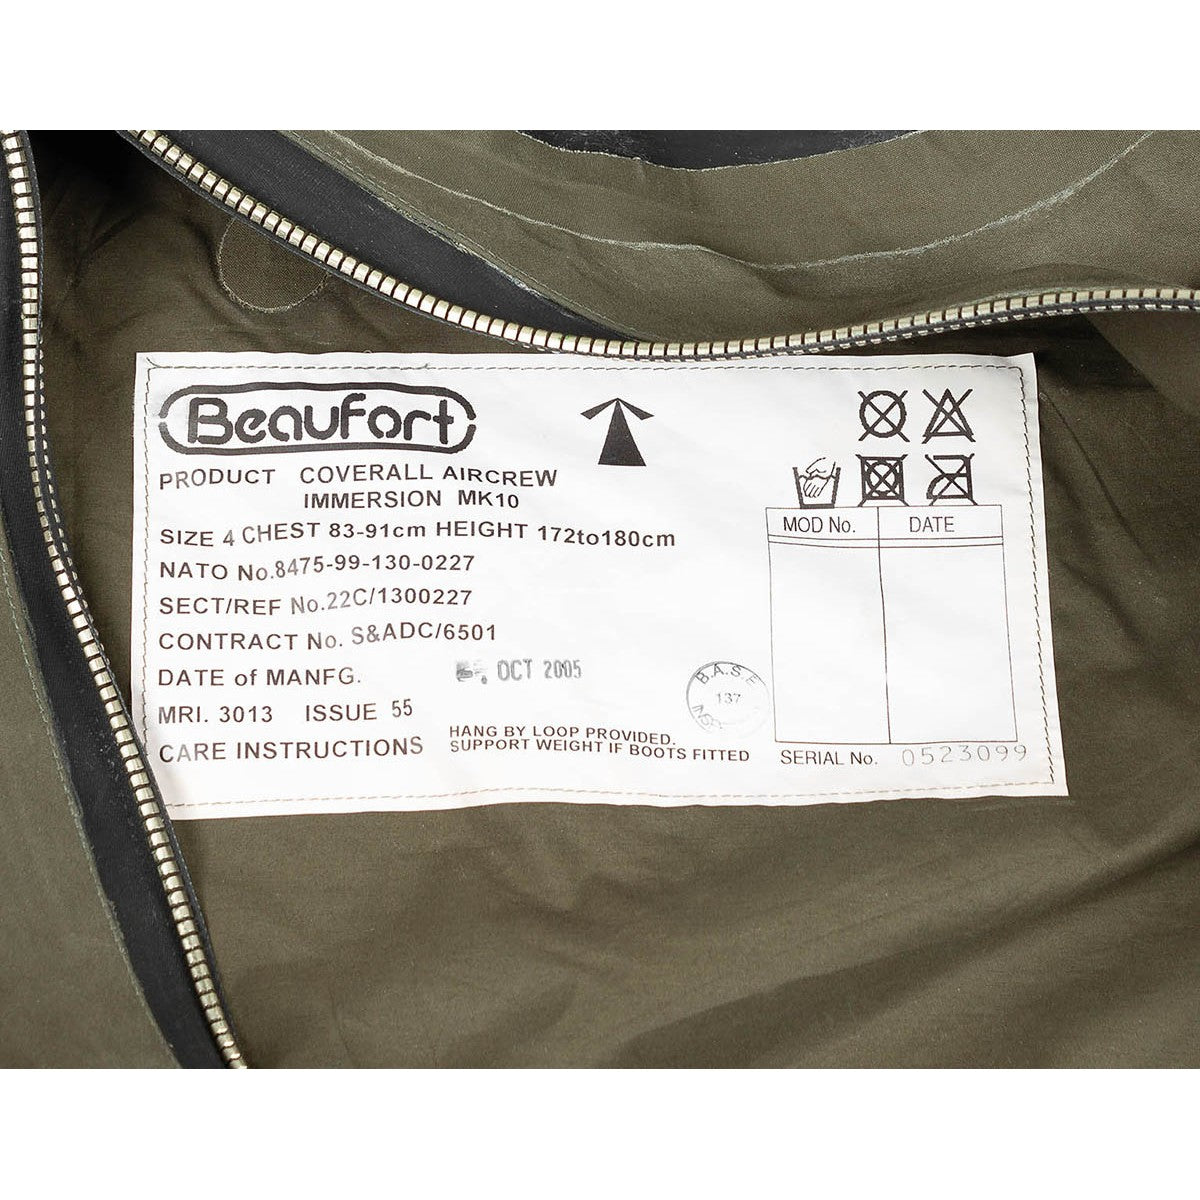 Beaufort
PRODUCT COVERALL AIRCREW
IMMERSION MK10
SIZE 4 CHEST 83-91cm HEIGHT 172to180cm
NATO No.8475-99-130-0227
SECT/REF No.22C/1300227
CONTRACT No. S&ADC/6501
DATE of MANFG. OCT 2005
MRI. 3013 ISSUE 55
CARE INSTRUCTIONS
HANG BY LOOP PROVIDED.
SUPPORT WEIGHT IF BOOTS FITTED
B.A.S.E
137
MOD No. DATE
SERIAL No. 0523099